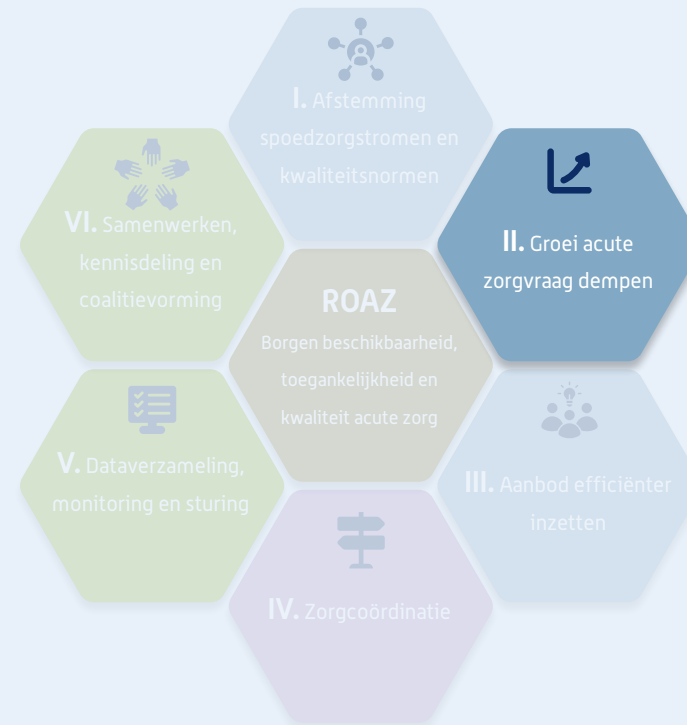 I. Afstemming
spoedzorgstromen en
kwaliteitsnormen
II. Groei acute
zorgvraag dempen
III. Aanbod efficiënter
inzetten
IV. Zorgcoördinatie
V. Dataverzameling,
monitoring en sturing
VI. Samenwerken,
kennisdeling en
coalitievorming
ROAZ
Borgen beschikbaarheid,
toegankelijkheid en
kwaliteit acute zorg